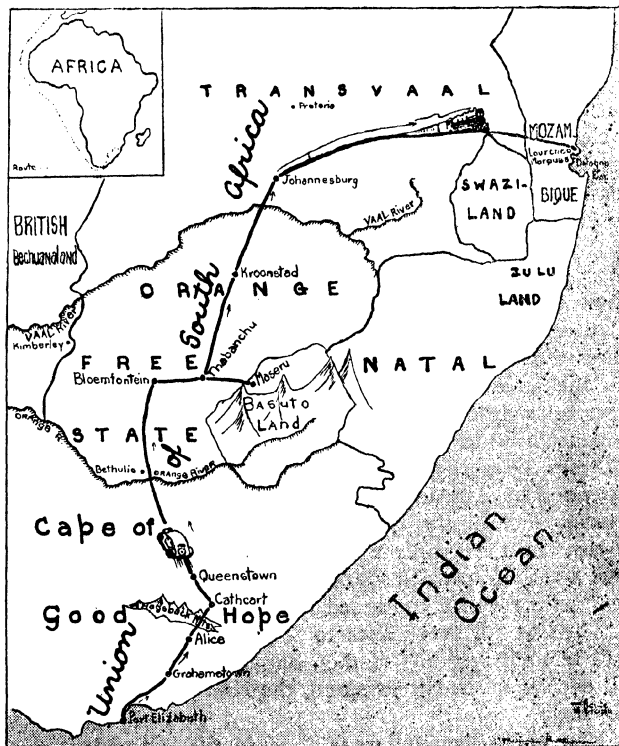 AFRICA
Route
TRANSVAAL
Pretoria
MOZAM
Lourenco
Marques
BIQUE
Johannesburg
SWAZI-
LAND
VAAL River
BRITISH
Bechuanaland
ZULU
LAND
Kroonstad
ORANGE
VAAL River
Kimberley
FREE
Thabanchu
NATAL
Bloemfontein
Maseru
BASUTO
LAND
ORANGE R.
STATE
Bethulie
ORANGE River
Cape of
Queenstown
Cathcart
Good Hope
Alice
Grahamstown
Port Elizabeth
Union of South Africa
Indian
Ocean